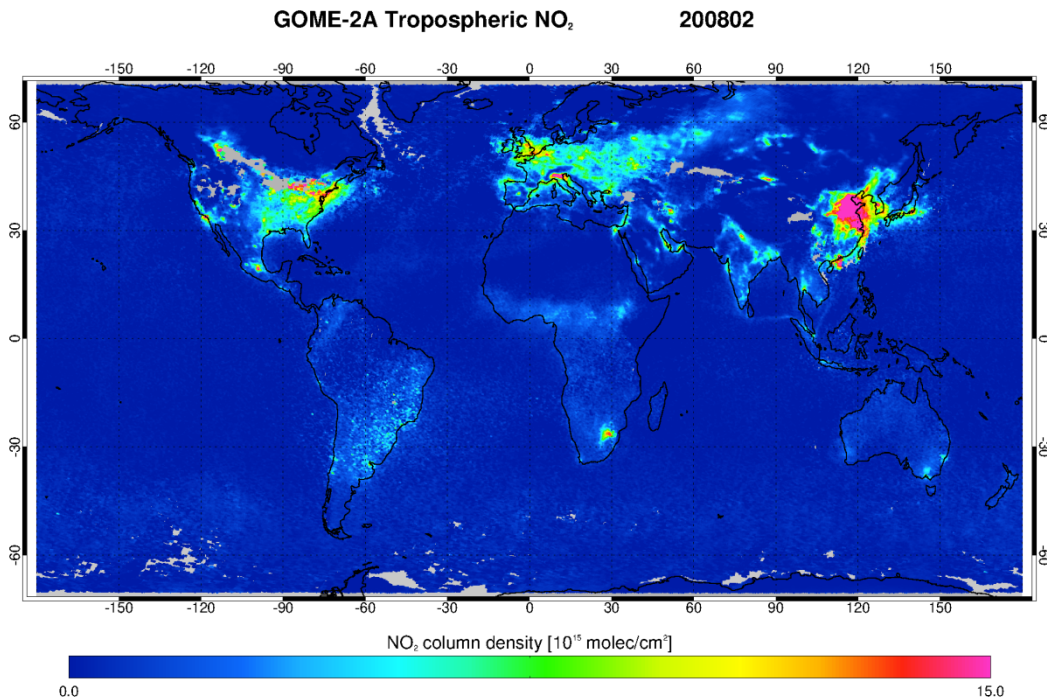 GOME-2A Tropospheric NO₂ 200802
-150 -120 -90 -60 -30 0 30 60 90 120 150
60 60
30 30
0 0
-30 -30
-60 -60
-150 -120 -90 -60 -30 0 30 60 90 120 150
NO₂ column density [10¹⁵ molec/cm²]
0.0 15.0